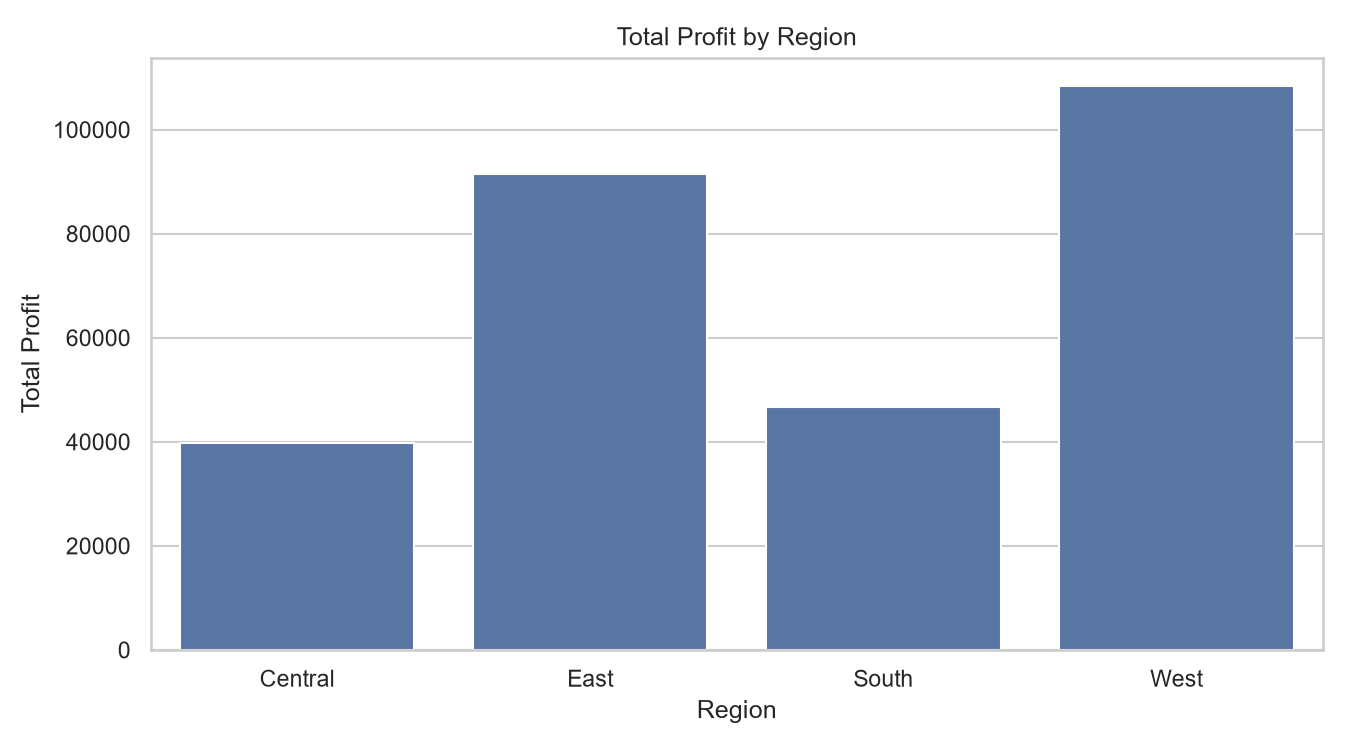 Total Profit by Region
100000
80000
60000
40000
20000
0
Total Profit
Central East South West
Region